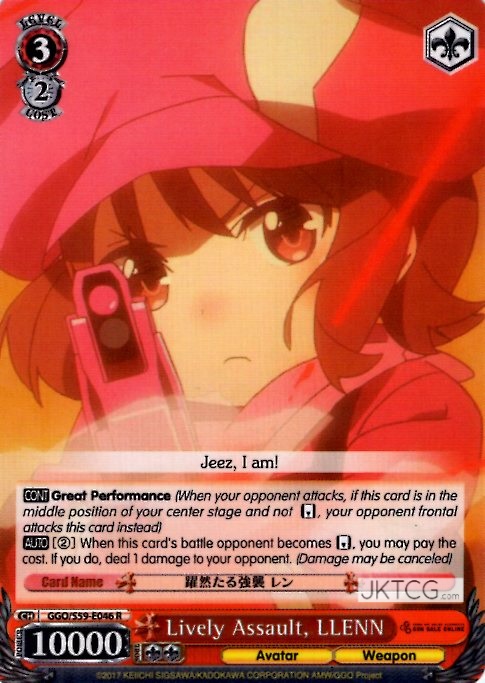 LEVEL
3
2
COST
Jeez, I am!
CONT Great Performance (When your opponent attacks, if this card is in the
middle position of your center stage and not , your opponent frontal
attacks this card instead)
AUTO [②] When this card's battle opponent becomes , you may pay the
cost. If you do, deal 1 damage to your opponent. (Damage may be canceled)
Card Name 躍然たる強襲 レン
JKTCG.com
CH GGO/S59-E046 R
POWER 10000 SOUL Lively Assault, LLENN
Avatar Weapon
©2017 KEIICHI SIGSAWA/KADOKAWA CORPORATION AMW/GGO Project